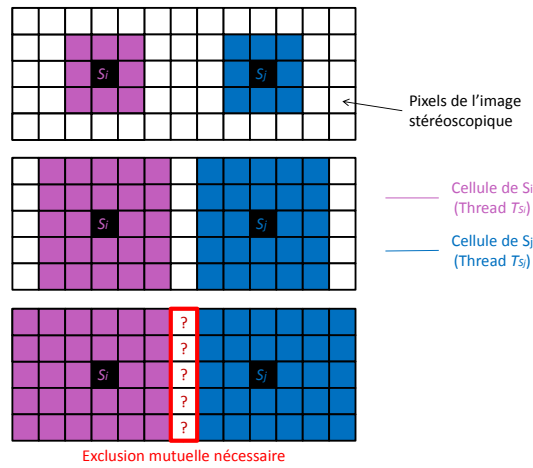 Si
Sj
Pixels de l'image
stéréoscopique
Si
Sj
Cellule de Si
(Thread TSi)
Cellule de Sj
(Thread TSj)
?
?
Si
?
Sj
?
?
Exclusion mutuelle nécessaire